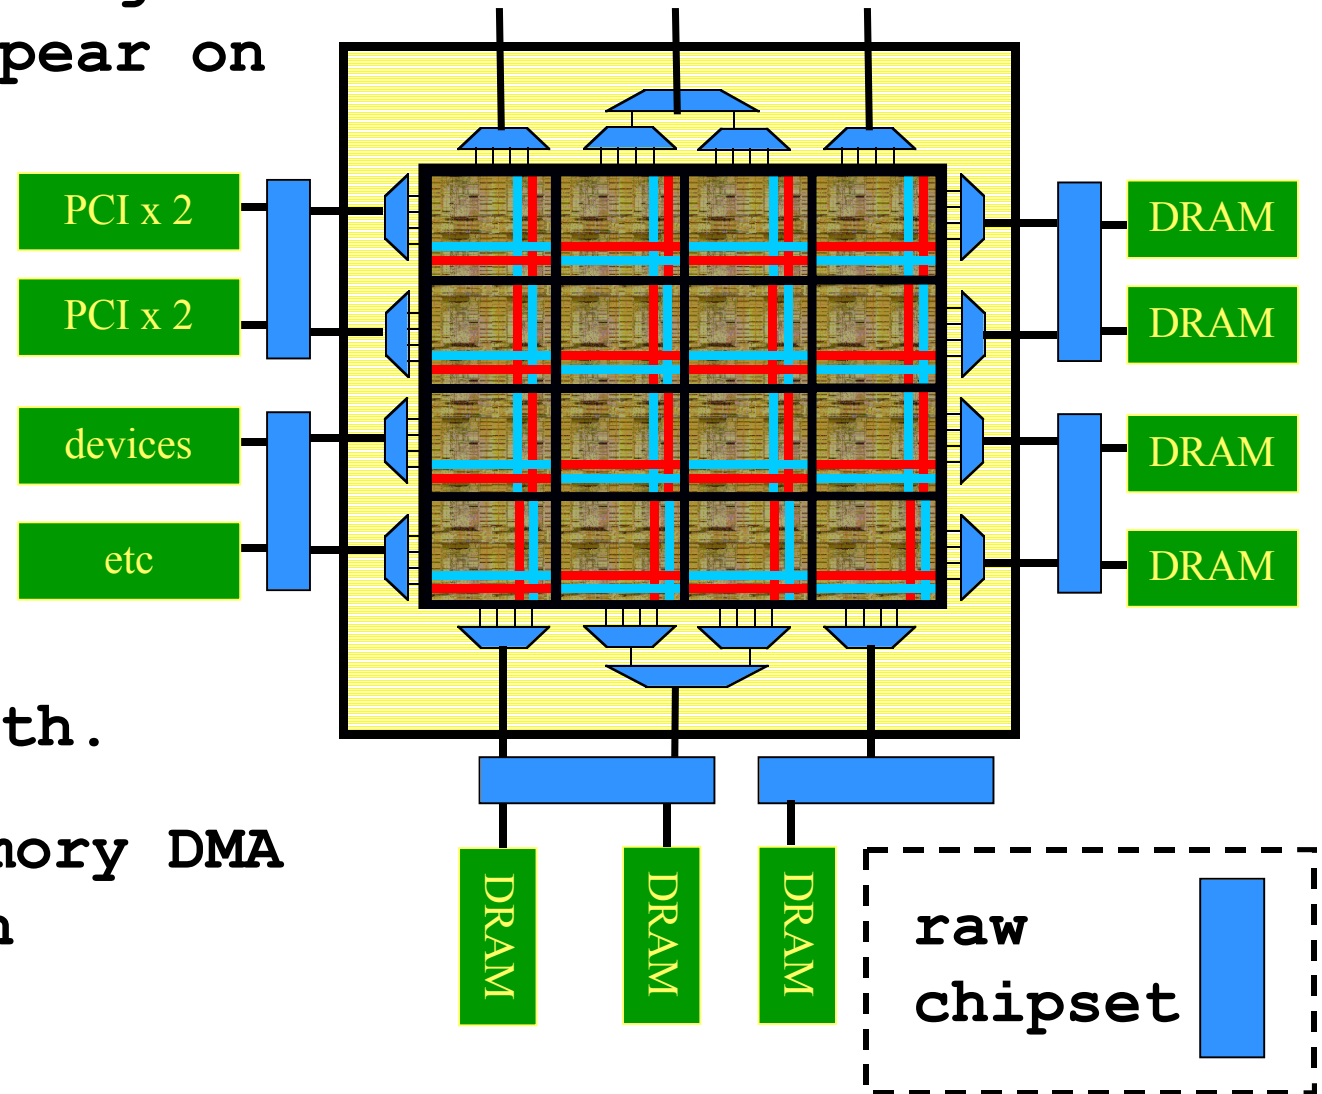 pear on
PCI x 2
DRAM
PCI x 2
DRAM
devices
DRAM
etc
DRAM
th.
mory DMA
DRAM
DRAM
DRAM
raw
chipset